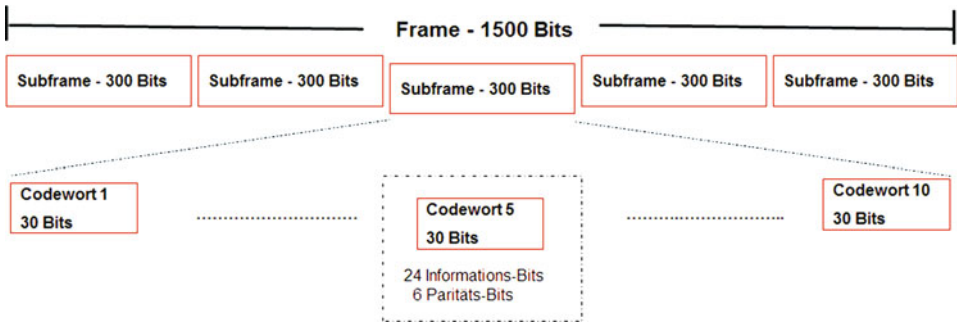 Frame - 1500 Bits
Subframe - 300 Bits
Subframe - 300 Bits
Subframe - 300 Bits
Subframe - 300 Bits
Subframe - 300 Bits
Codewort 1
30 Bits
Codewort 5
30 Bits
24 Informations-Bits
6 Paritäts-Bits
Codewort 10
30 Bits